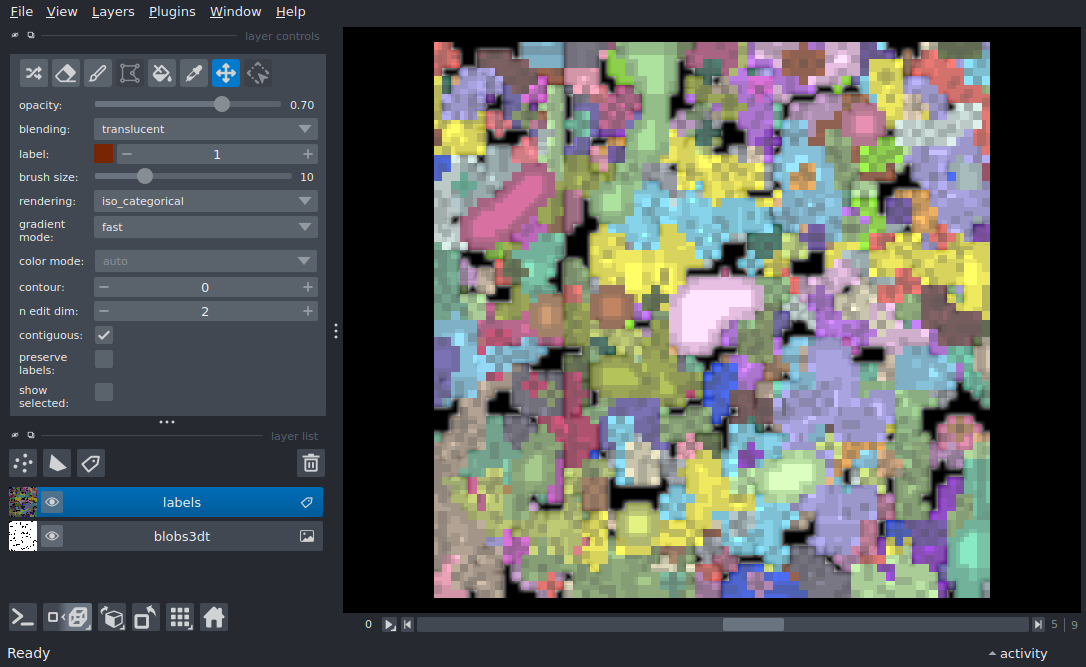 File View Layers Plugins Window Help
layer controls
opacity: 0.70
blending: translucent
label: 1
brush size: 10
rendering: iso_categorical
gradient
mode: fast
color mode: auto
contour: 0
n edit dim: 2
contiguous:
preserve
labels:
show
selected:
layer list
labels
blobs3dt
0 5 | 9
Ready activity